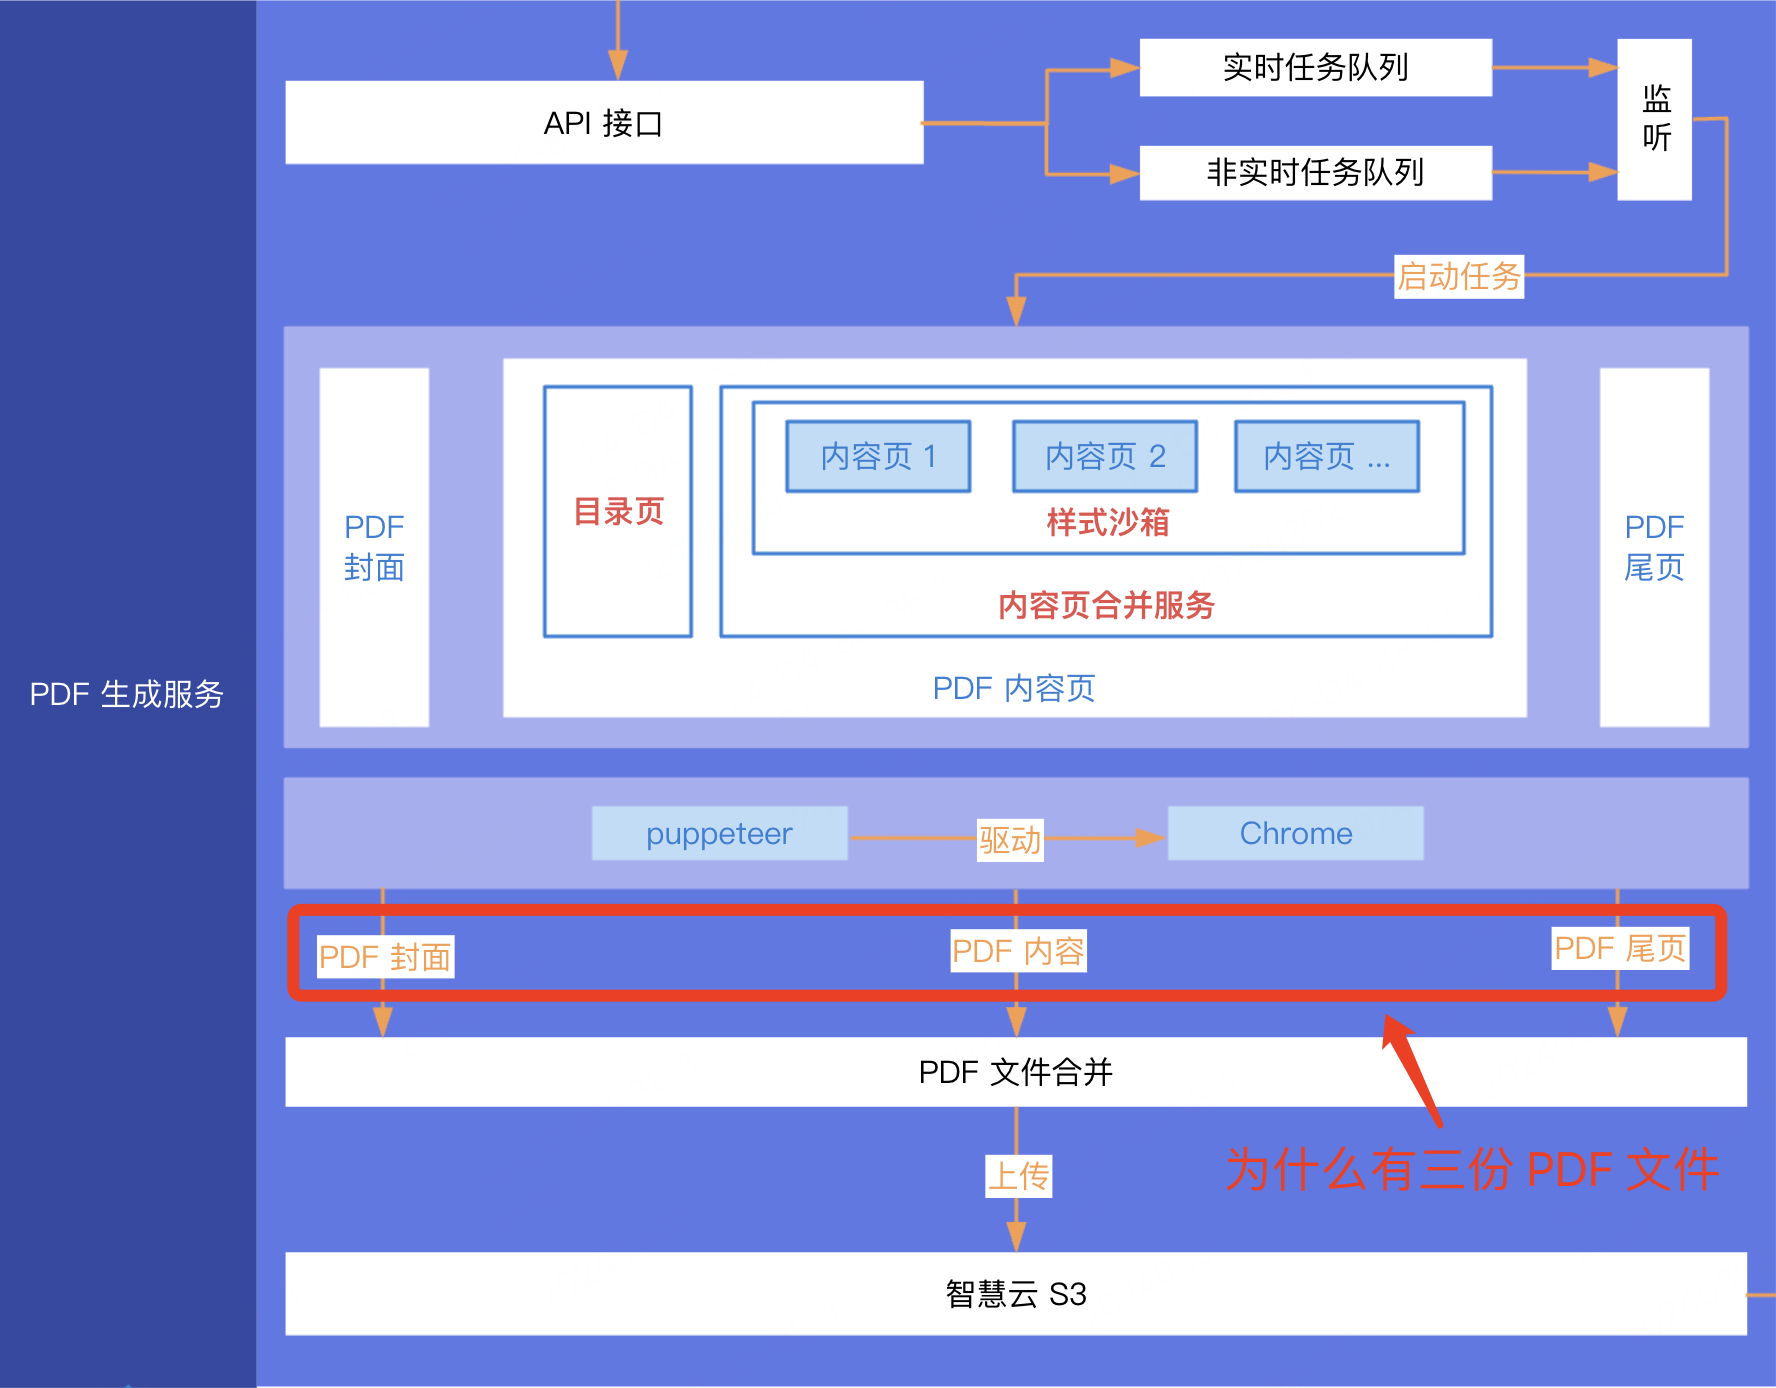 PDF 生成服务
API 接口
实时任务队列
非实时任务队列
监
听
启动任务
PDF
封面
目录页
内容页 1
内容页 2
内容页 ...
样式沙箱
内容页合并服务
PDF 内容页
PDF
尾页
puppeteer
驱动
Chrome
PDF 封面
PDF 内容
PDF 尾页
PDF 文件合并
为什么有三份 PDF 文件
上传
智慧云 S3